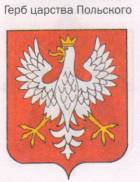 Герб царства Польского